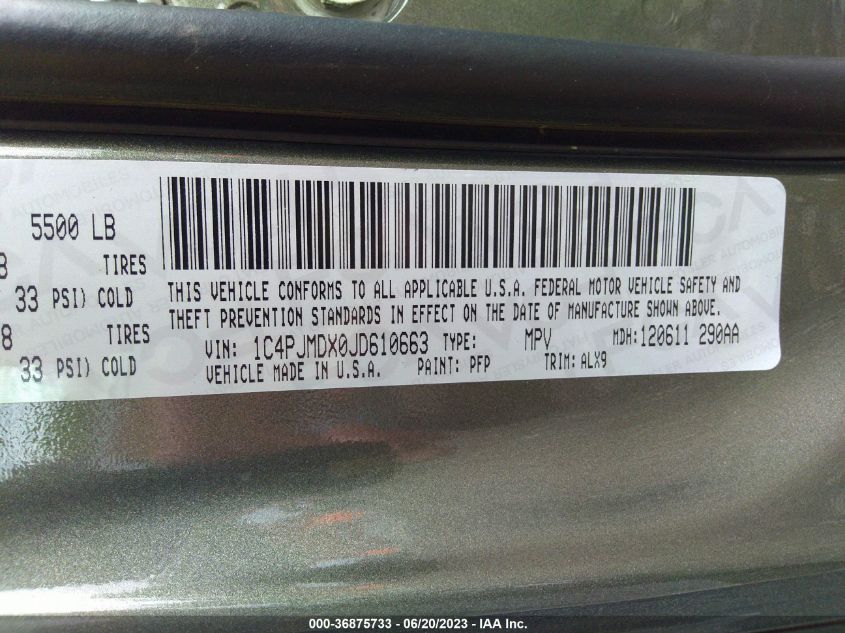 5500 LB
8 TIRES
33 PSI) COLD
8 TIRES
33 PSI) COLD
THIS VEHICLE CONFORMS TO ALL APPLICABLE U.S.A. FEDERAL MOTOR VEHICLE SAFETY AND
THEFT PREVENTION STANDARDS IN EFFECT ON THE DATE OF MANUFACTURE SHOWN ABOVE.
VIN: 1C4PJMDX0JD610663 TYPE: MPV MDH:120611 290AA
VEHICLE MADE IN U.S.A. PAINT: PFP TRIM: ALX9
000-36875733 - 06/20/2023 - IAA Inc.